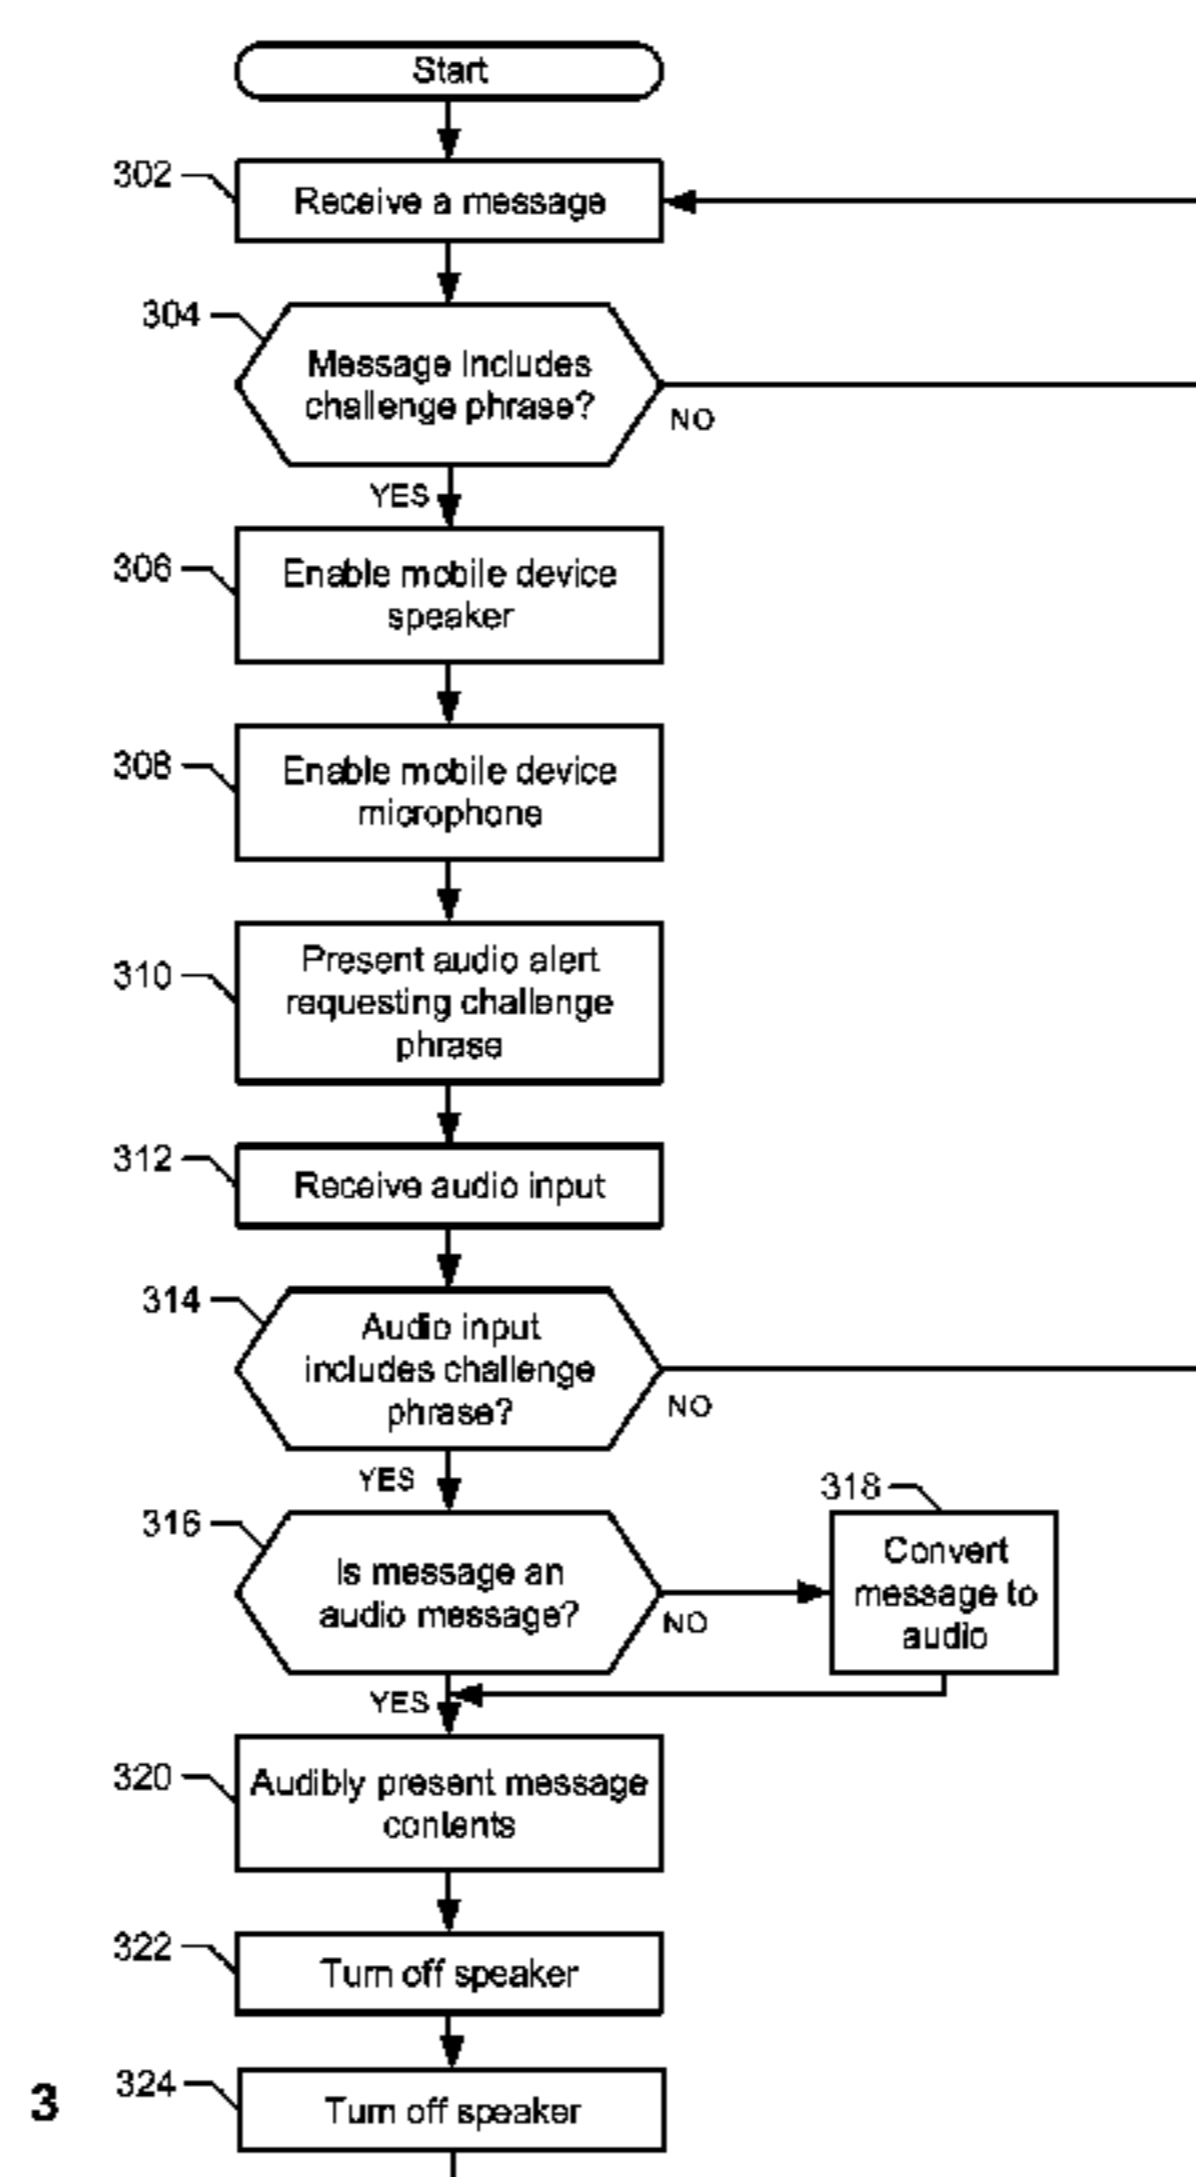 Start
302
Receive a message
304
Message Includes
challenge phrase?
NO
YES
306
Enable mobile device
speaker
308
Enable mobile device
microphone
310
Present audio alert
requesting challenge
phrase
312
Receive audio input
314
Audio input
includes challenge
phrase?
NO
YES
316
Is message an
audio message?
NO
318
Convert
message to
audio
YES
320
Audibly present message
contents
322
Turn off speaker
3
324
Turn off speaker